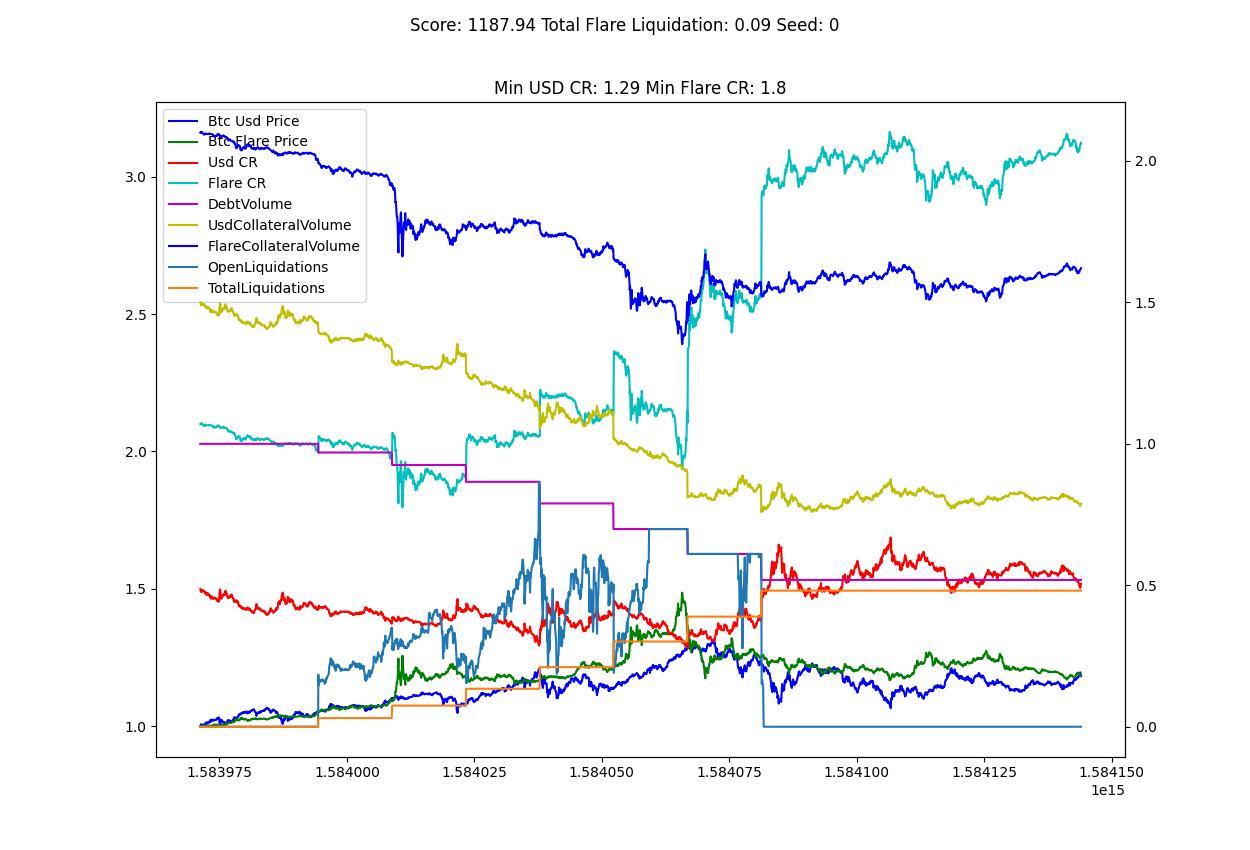 Score: 1187.94 Total Flare Liquidation: 0.09 Seed: 0
Min USD CR: 1.29 Min Flare CR: 1.8
Btc Usd Price
Btc Flare Price
Usd CR
Flare CR
DebtVolume
UsdCollateralVolume
FlareCollateralVolume
OpenLiquidations
TotalLiquidations
3.0
2.5
2.0
1.5
1.0
2.0
1.5
1.0
0.5
0.0
1.583975 1.584000 1.584025 1.584050 1.584075 1.584100 1.584125 1.584150
1e15